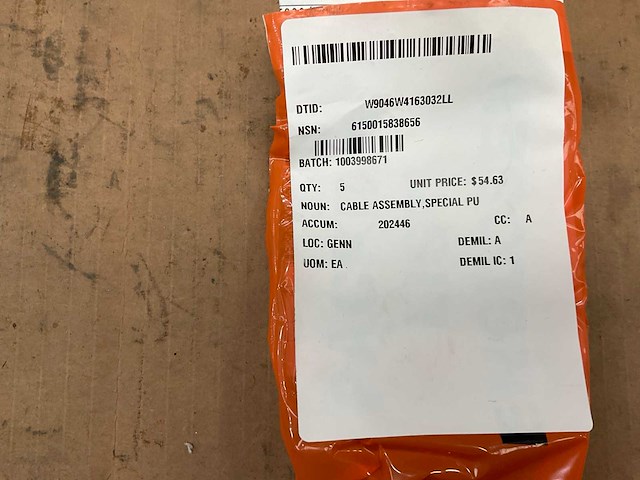 DTID: W9046W4163032LL
NSN: 6150015838656
BATCH: 1003998671
QTY: 5 UNIT PRICE: $54.63
NOUN: CABLE ASSEMBLY,SPECIAL PU
ACCUM: 202446 CC: A
LOC: GENN DEMIL: A
UOM: EA DEMIL IC: 1